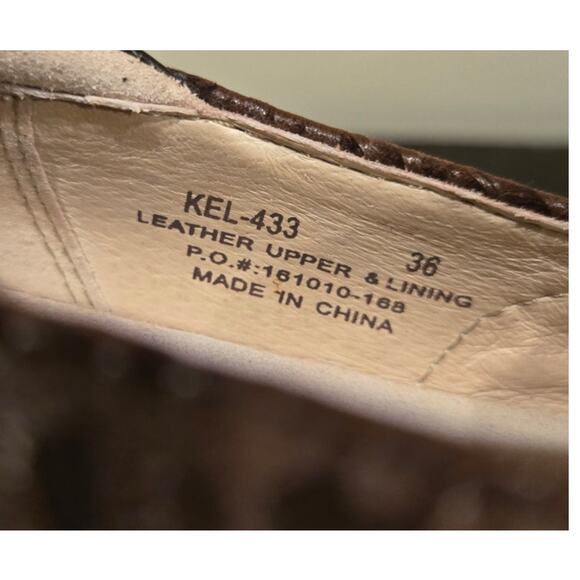 KEL-433 36
LEATHER UPPER & LINING
P.O.#:161010-168
MADE IN CHINA